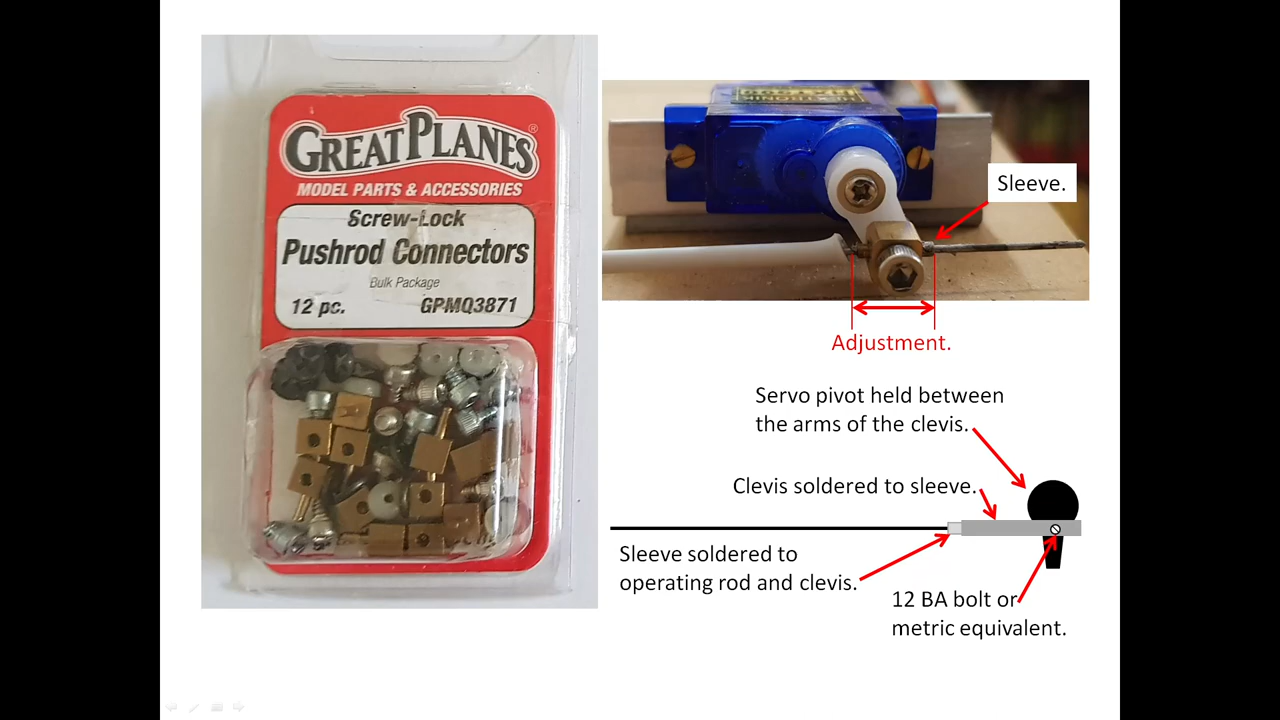 GREAT PLANES®
MODEL PARTS & ACCESSORIES
Screw-Lock
Pushrod Connectors
Bulk Package
12 pc.
GPMQ3871
Sleeve.
Adjustment.
Servo pivot held between
the arms of the clevis.
Clevis soldered to sleeve.
Sleeve soldered to
operating rod and clevis.
12 BA bolt or
metric equivalent.